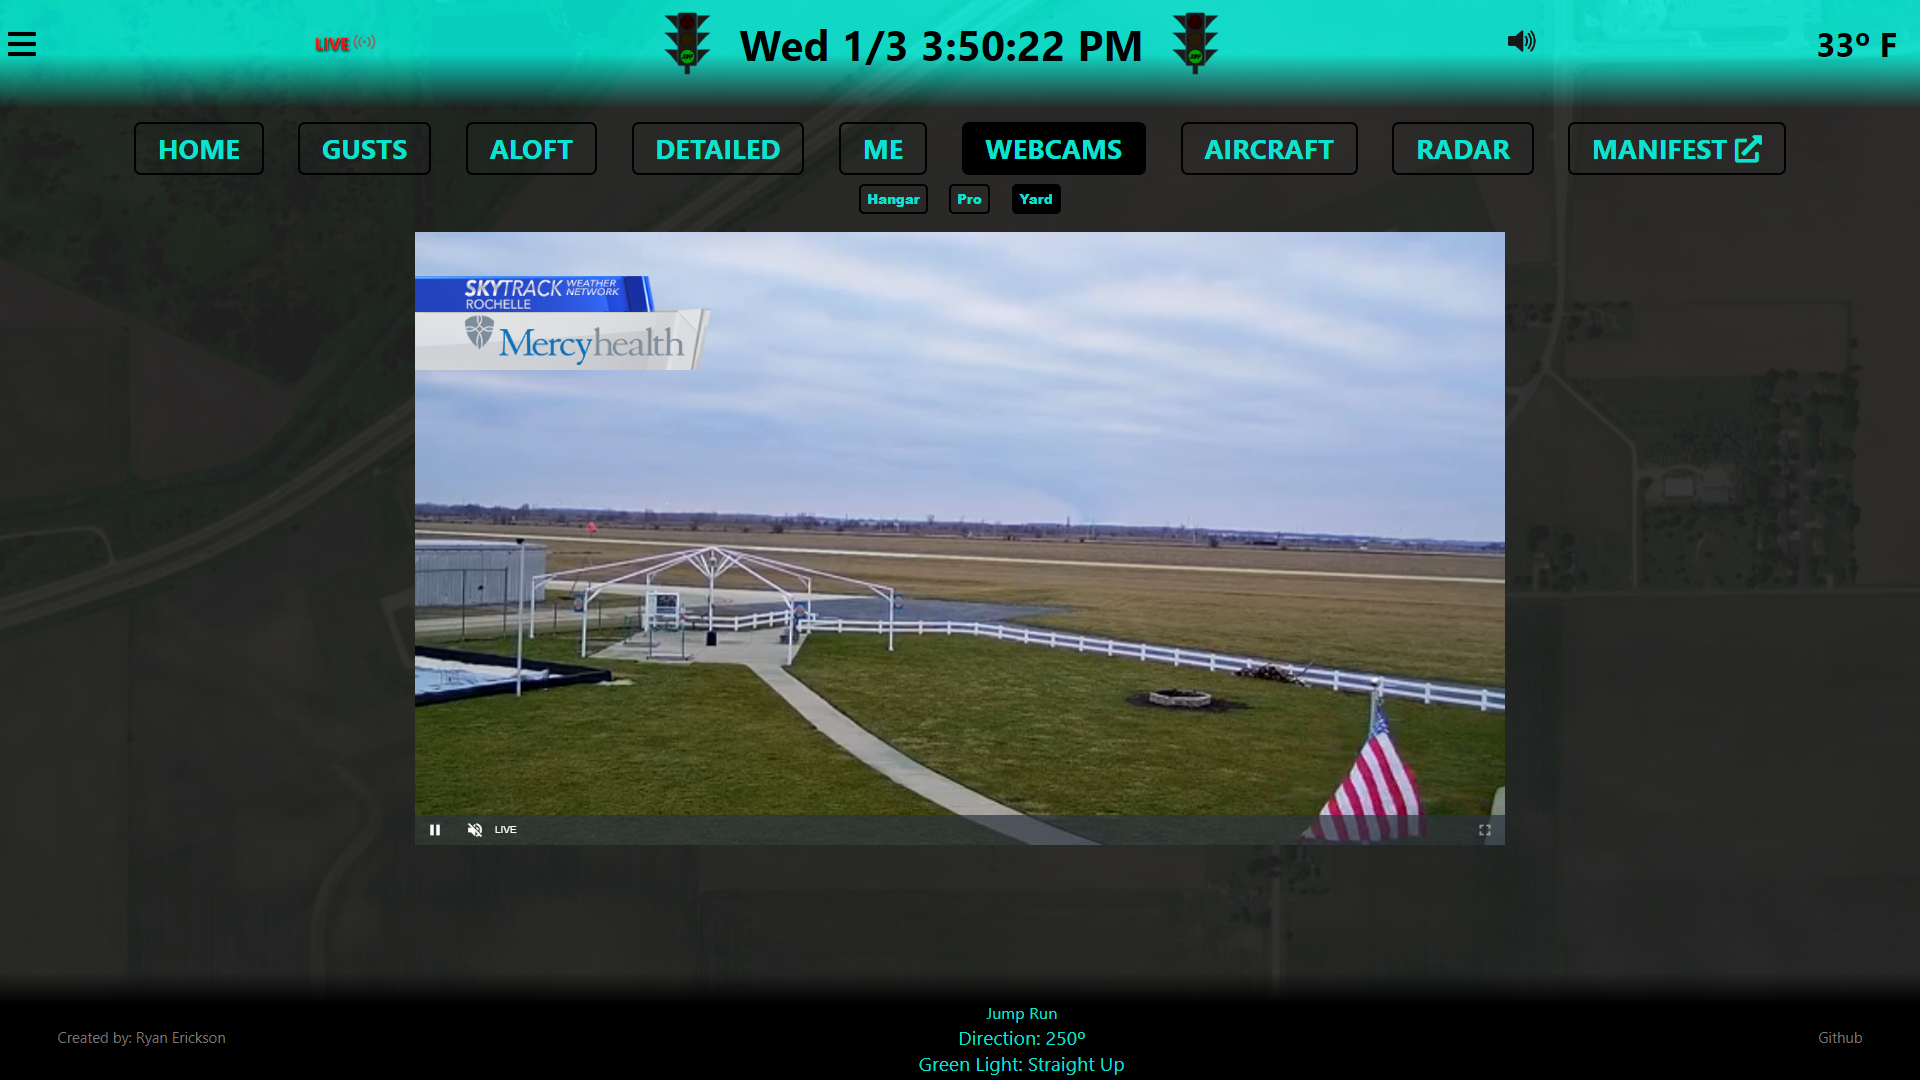 LIVE
Wed 1/3 3:50:22 PM
33º F
HOME
GUSTS
ALOFT
DETAILED
ME
WEBCAMS
AIRCRAFT
RADAR
MANIFEST
Hangar
Pro
Yard
SKYTRACK WEATHER NETWORK
ROCHELLE
Mercyhealth
LIVE
Jump Run
Created by: Ryan Erickson
Direction: 250º
Github
Green Light: Straight Up